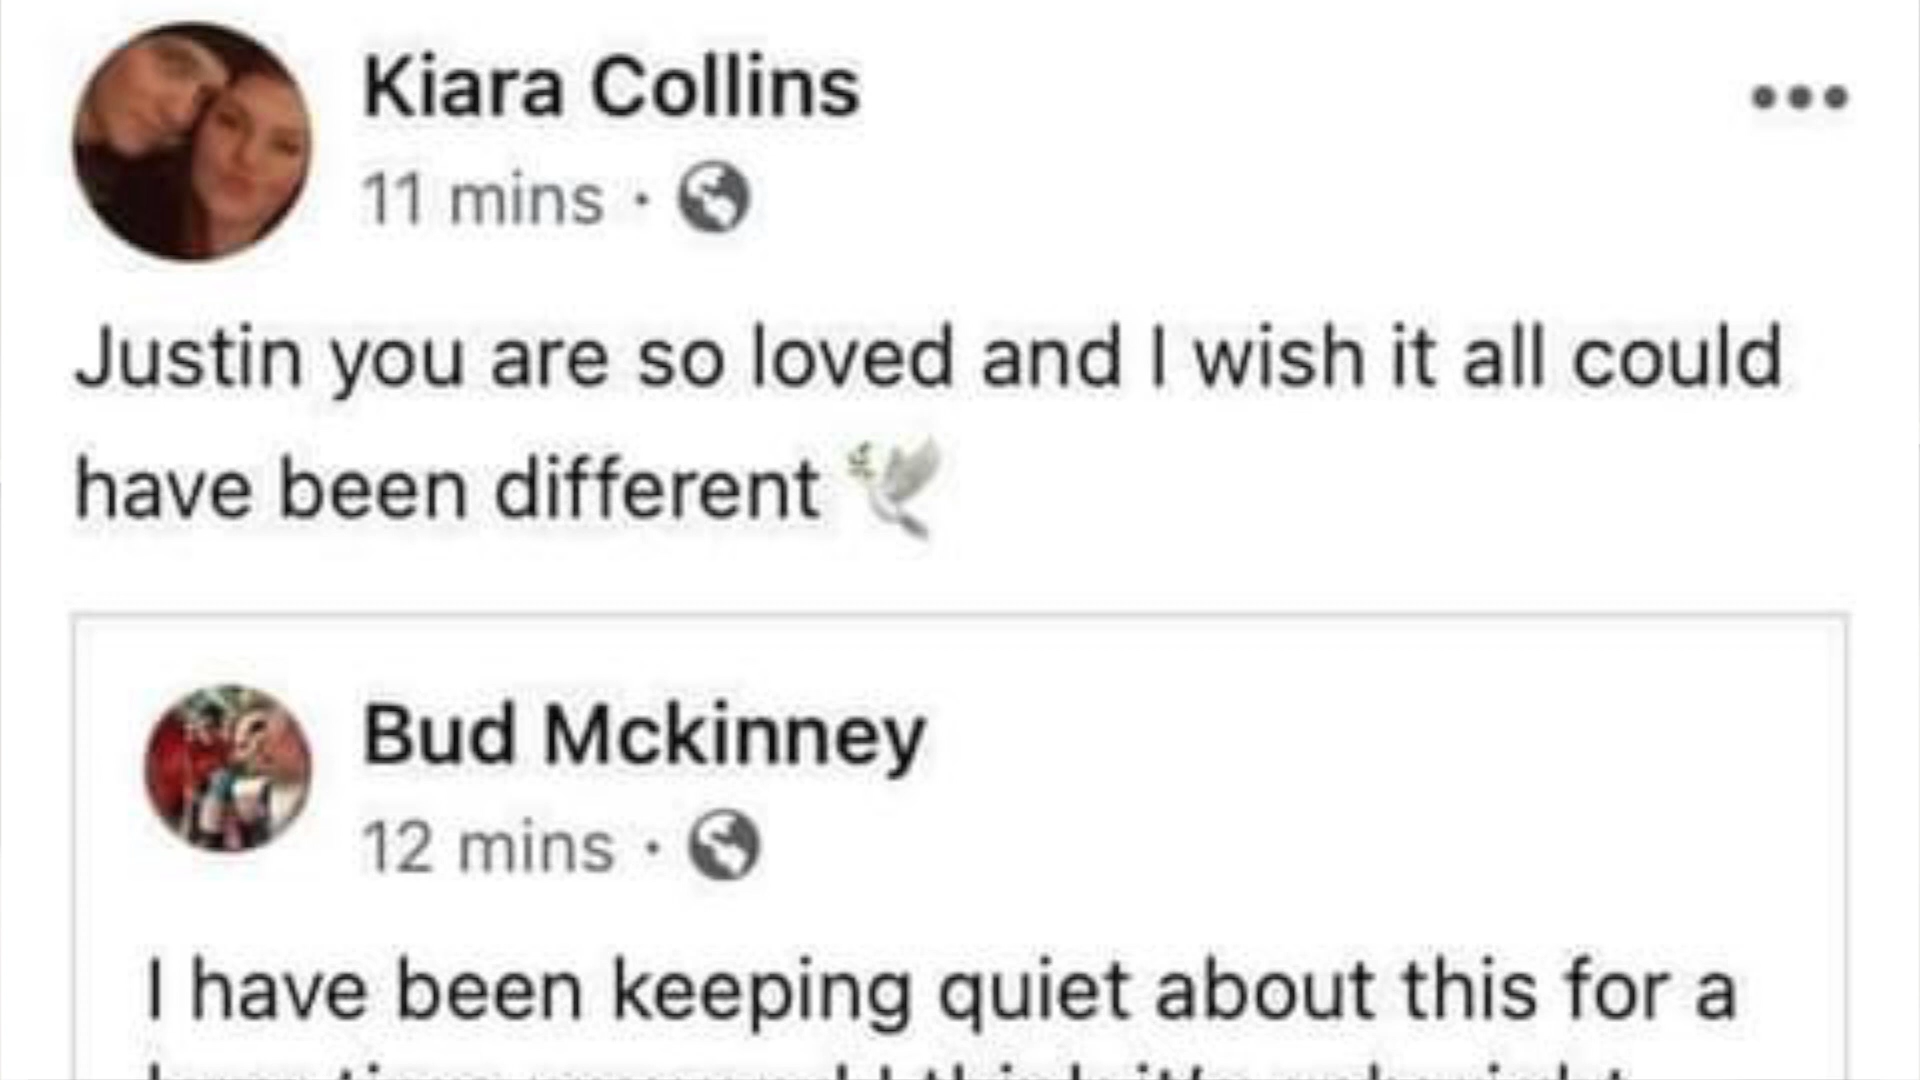 Kiara Collins
11 mins ·
Justin you are so loved and I wish it all could
have been different 🕊
Bud Mckinney
12 mins ·
I have been keeping quiet about this for a